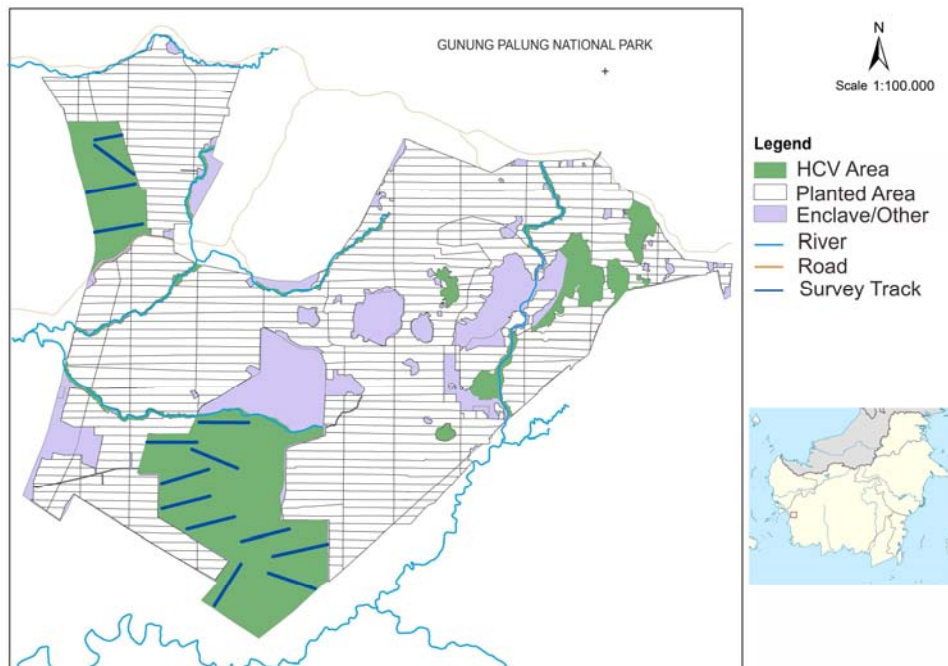 GUNUNG PALUNG NATIONAL PARK
N
Scale 1:100.000
Legend
HCV Area
Planted Area
Enclave/Other
River
Road
Survey Track